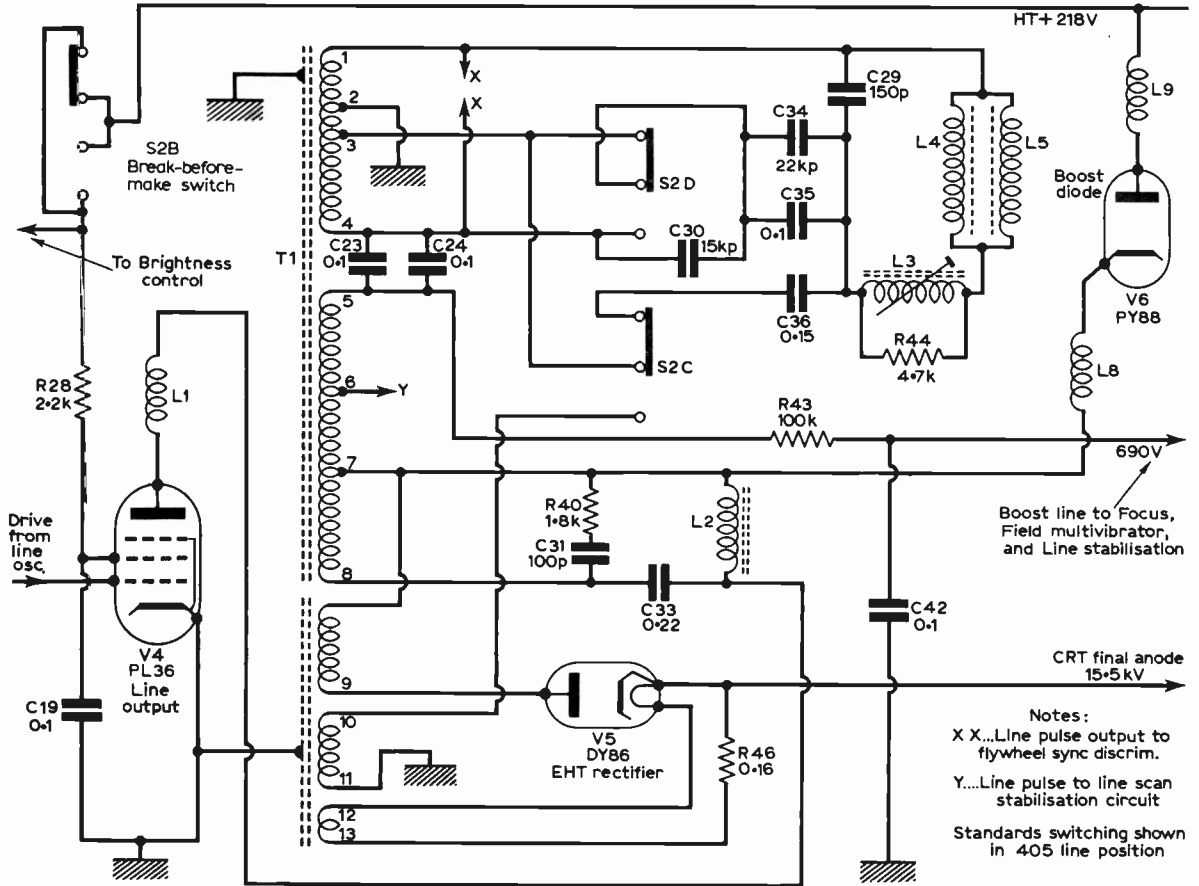 HT+ 218V
1
X
X
C29
150p
L9
2
C34
22kp
L4
L5
S2B
Break-before-
make switch
3
S2D
Boost
diode
C35
0·1
4
C30
15kp
C23
0·1
C24
0·1
To Brightness
control
T1
L3
V6
PY88
5
C36
0·15
R44
4·7k
S2C
L1
R28
2·2k
6
Y
L8
R43
100k
690V
7
R40
1·8k
L2
Boost line to Focus,
Field multivibrator,
and Line stabilisation
Drive
from
line
osc.
C31
100p
8
C33
0·22
C42
0·1
V4
PL36
Line
output
CRT final anode
15·5kV
9
C19
0·1
10
V5
DY86
EHT rectifier
R46
0·16
11
12
13
Notes:
X X...Line pulse output to
flywheel sync discrim.
Y....Line pulse to line scan
stabilisation circuit
Standards switching shown
in 405 line position